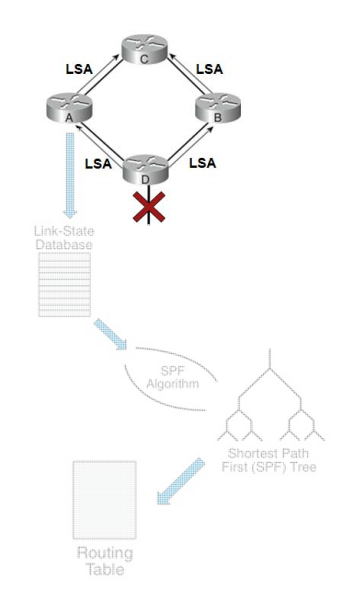 C
LSA LSA
A B
LSA LSA
D
Link-State
Database
SPF
Algorithm
Shortest Path
First (SPF) Tree
Routing
Table